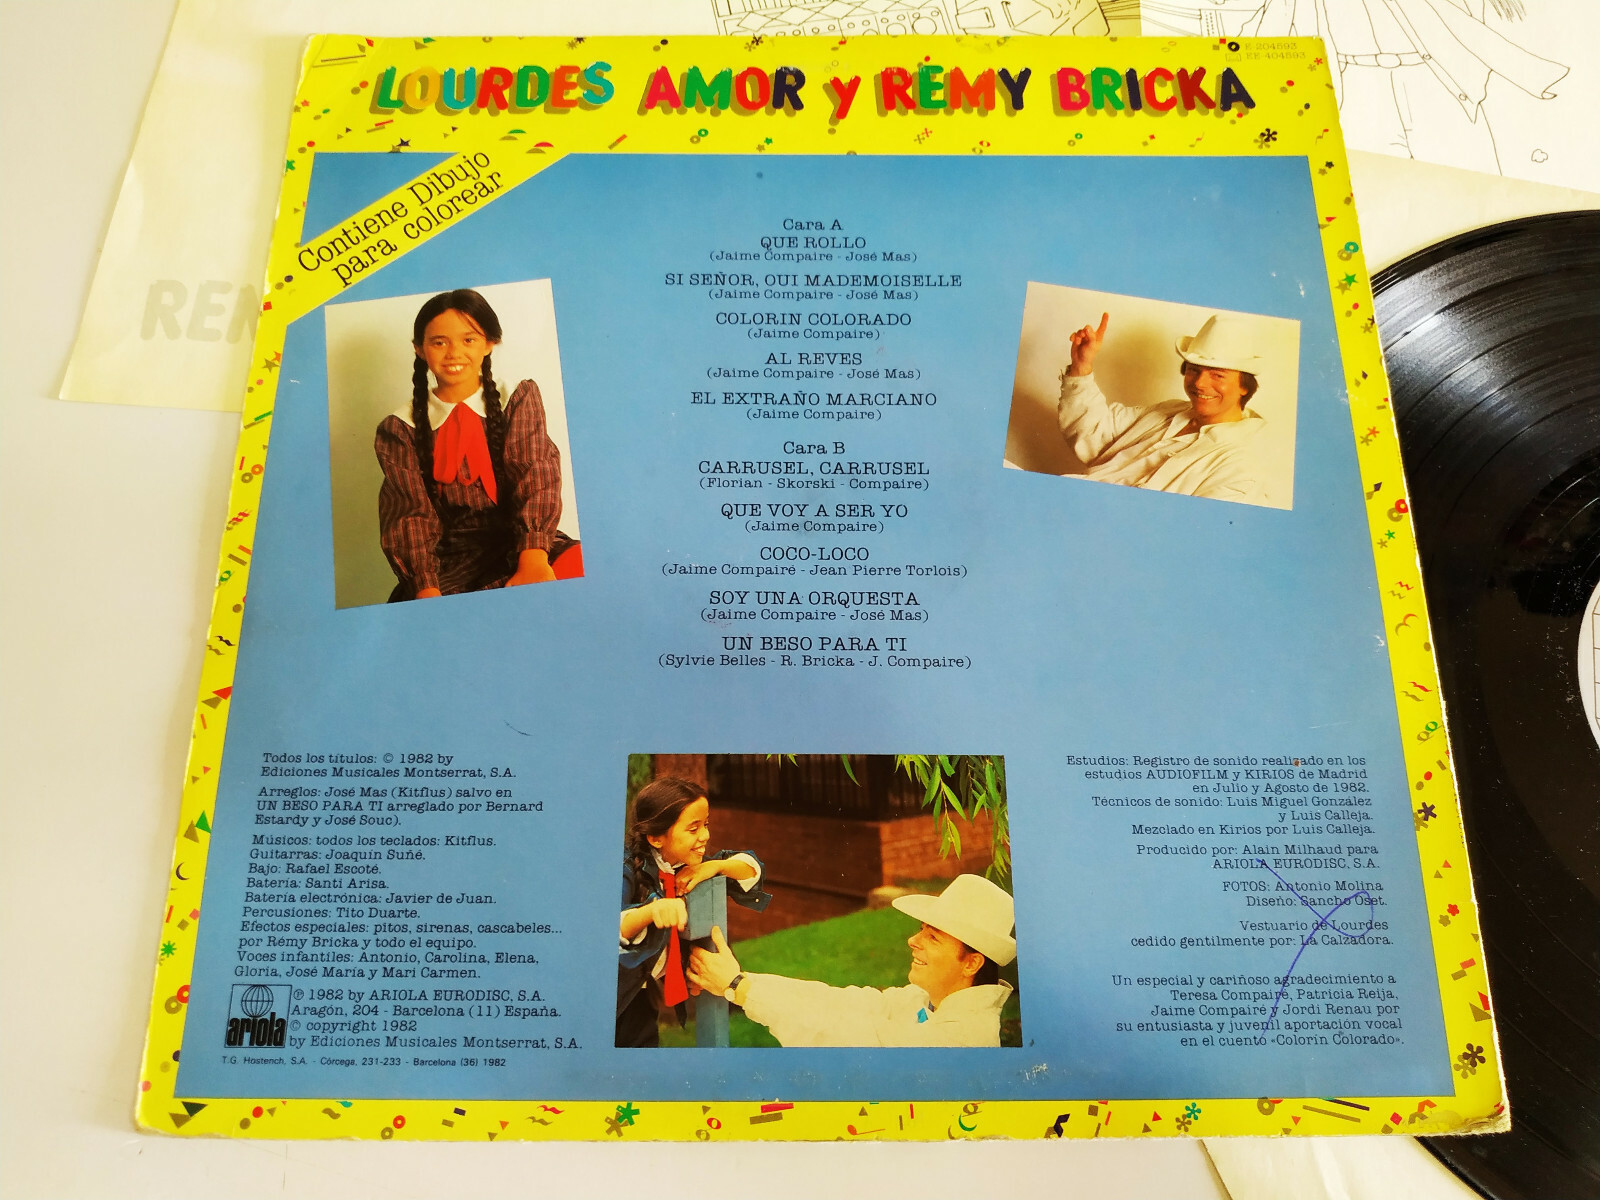 E-204593
EE-404593
LOURDES AMOR y REMY BRICKA
Contiene Dibujo
para colorear
Cara A
QUE ROLLO
(Jaime Compaire - José Mas)
SI SEÑOR, OUI MADEMOISELLE
(Jaime Compaire - José Mas)
COLORIN COLORADO
(Jaime Compaire)
AL REVES
(Jaime Compaire - José Mas)
EL EXTRAÑO MARCIANO
(Jaime Compaire)
Cara B
CARRUSEL, CARRUSEL
(Florian - Skorski - Compaire)
QUE VOY A SER YO
(Jaime Compaire)
COCO-LOCO
(Jaime Compairé - Jean Pierre Torlois)
SOY UNA ORQUESTA
(Jaime Compaire - José Mas)
UN BESO PARA TI
(Sylvie Belles - R. Bricka - J. Compaire)
Todos los títulos: © 1982 by
Ediciones Musicales Montserrat, S.A.
Arreglos: José Mas (Kitflus) salvo en
UN BESO PARA TI arreglado por Bernard
Estardy y José Souc).
Músicos: todos los teclados: Kitflus.
Guitarras: Joaquín Suñé.
Bajo: Rafael Escoté.
Batería: Santi Arisa.
Batería electrónica: Javier de Juan.
Percusiones: Tito Duarte.
Efectos especiales: pitos, sirenas, cascabeles...
por Rémy Bricka y todo el equipo.
Voces infantiles: Antonio, Carolina, Elena,
Gloria, José María y Mari Carmen.
ariola
℗ 1982 by ARIOLA EURODISC, S.A.
Aragón, 204 - Barcelona (11) España.
© copyright 1982
by Ediciones Musicales Montserrat, S.A.
T.G. Hostench, S.A. - Córcega, 231-233 - Barcelona (36) 1982
Estudios: Registro de sonido realizado en los
estudios AUDIOFILM y KIRIOS de Madrid
en Julio y Agosto de 1982.
Técnicos de sonido: Luis Miguel González
y Luis Calleja.
Mezclado en Kirios por Luis Calleja.
Producido por: Alain Milhaud para
ARIOLA EURODISC, S.A.
FOTOS: Antonio Molina
Diseño: Sancho Oset.
Vestuario de Lourdes
cedido gentilmente por: La Calzadora.
Un especial y cariñoso agradecimiento a
Teresa Compaire, Patricia Reija,
Jaime Compaire y Jordi Renau por
su entusiasta y juvenil aportación vocal
en el cuento «Colorín Colorado».